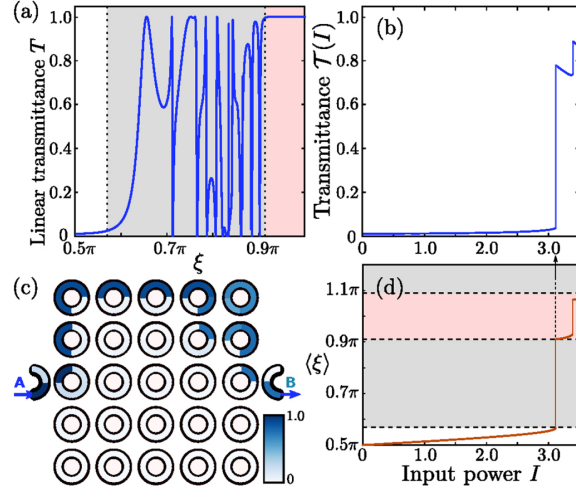 (a)
Linear transmittance T
1.0
0.8
0.6
0.4
0.2
0
0.5π
0.7π
0.9π
ξ
(b)
Transmittance 𝒯(I)
1.0
0.8
0.6
0.4
0.2
0
0
1.0
2.0
3.0
(c)
A
B
1.0
0
(d)
⟨ξ⟩
1.1π
0.9π
0.7π
0.5π
0
1.0
2.0
3.0
Input power I